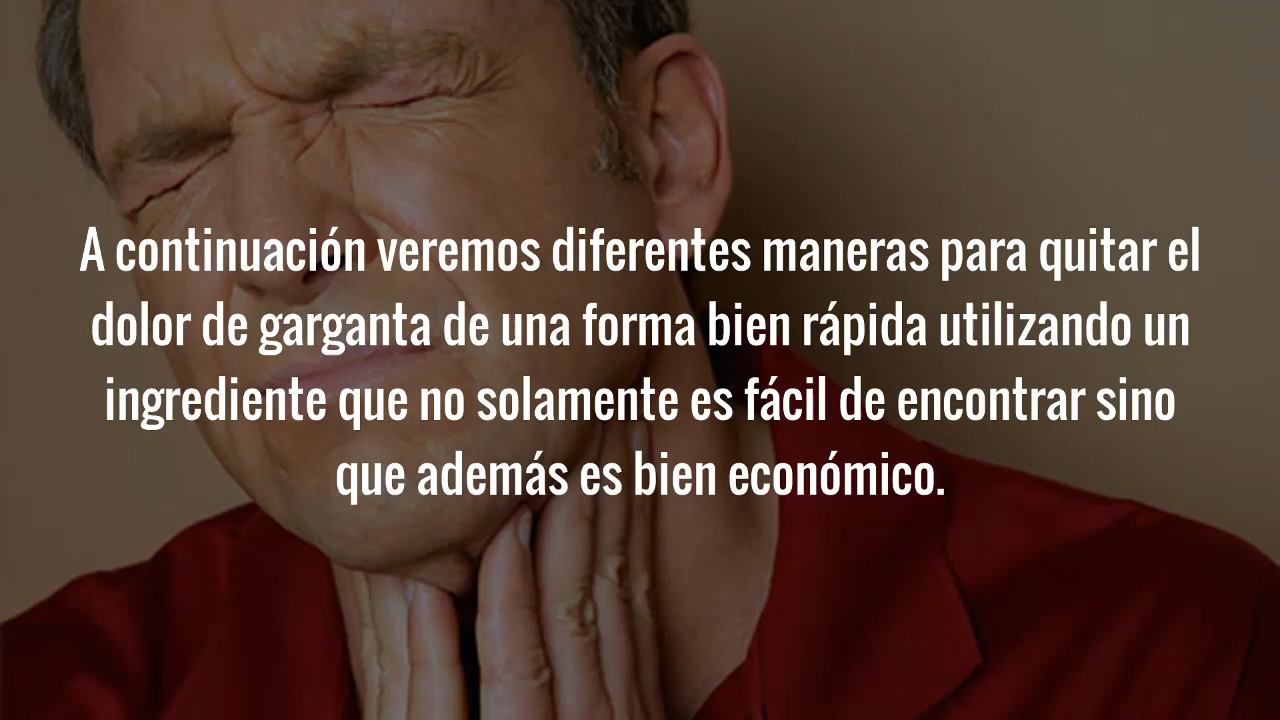 A continuación veremos diferentes maneras para quitar el
dolor de garganta de una forma bien rápida utilizando un
ingrediente que no solamente es fácil de encontrar sino
que además es bien económico.